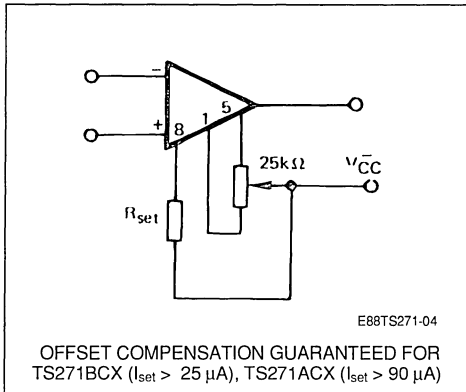 −
+
8
1
5
25kΩ
V̄CC
Rset
E88TS271-04
OFFSET COMPENSATION GUARANTEED FOR
TS271BCX (Iset > 25 µA), TS271ACX (Iset > 90 µA)